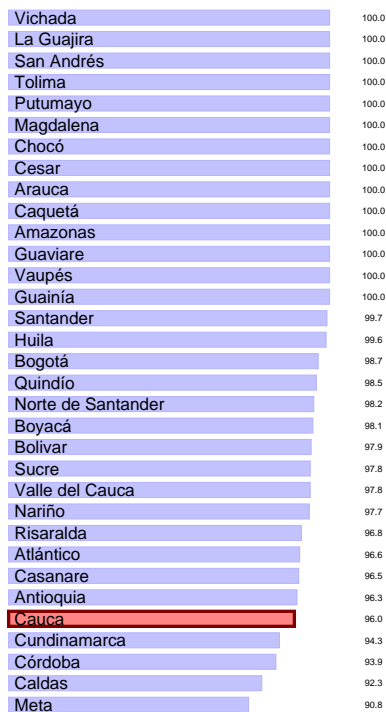 Vichada 100.0
La Guajira 100.0
San Andrés 100.0
Tolima 100.0
Putumayo 100.0
Magdalena 100.0
Chocó 100.0
Cesar 100.0
Arauca 100.0
Caquetá 100.0
Amazonas 100.0
Guaviare 100.0
Vaupés 100.0
Guainía 100.0
Santander 99.7
Huila 99.6
Bogotá 98.7
Quindío 98.5
Norte de Santander 98.2
Boyacá 98.1
Bolivar 97.9
Sucre 97.8
Valle del Cauca 97.8
Nariño 97.7
Risaralda 96.8
Atlántico 96.6
Casanare 96.5
Antioquia 96.3
Cauca 96.0
Cundinamarca 94.3
Córdoba 93.9
Caldas 92.3
Meta 90.8